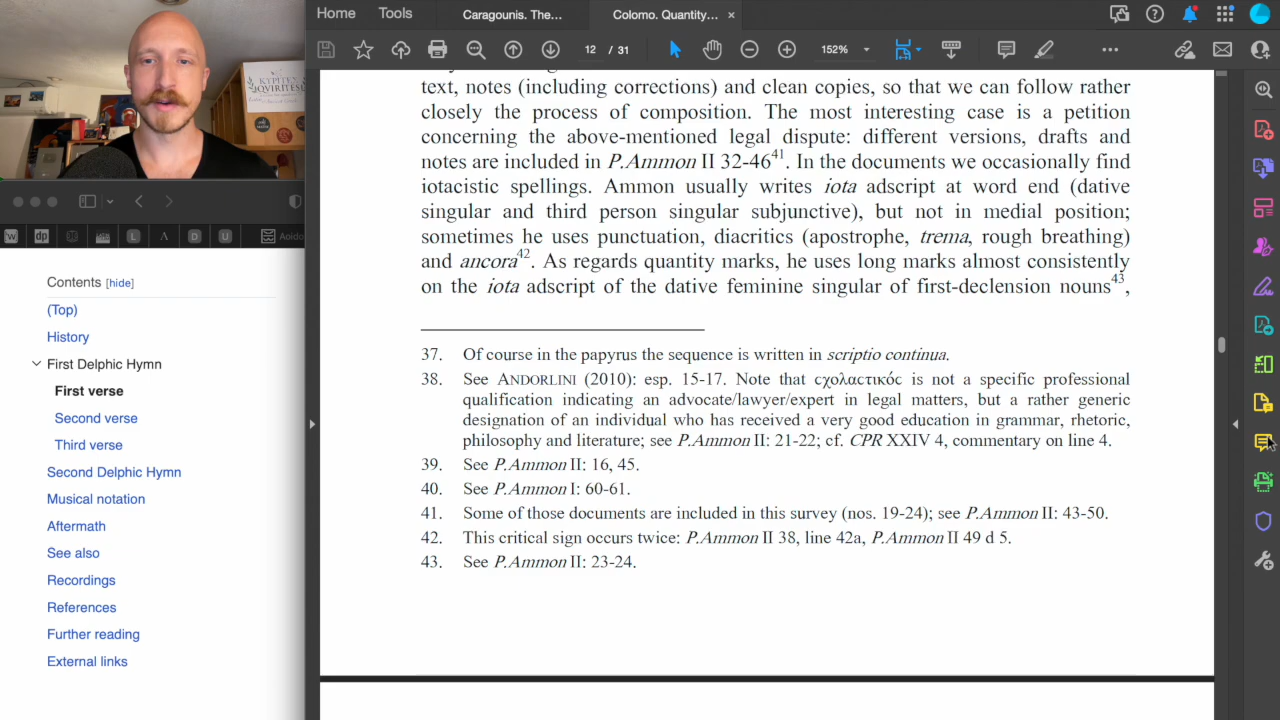 Home
Tools
Caragounis. The...
Colomo. Quantity...
12 / 31
152%
ΚΥΡΙΤΕΥ
IQVIRITES
W
dp
L
Λ
D
U
Aoido
Contents [hide]
(Top)
History
First Delphic Hymn
First verse
Second verse
Third verse
Second Delphic Hymn
Musical notation
Aftermath
See also
Recordings
References
Further reading
External links
text, notes (including corrections) and clean copies, so that we can follow rather
closely the process of composition. The most interesting case is a petition
concerning the above-mentioned legal dispute: different versions, drafts and
notes are included in P.Ammon II 32-46⁴¹. In the documents we occasionally find
iotacistic spellings. Ammon usually writes iota adscript at word end (dative
singular and third person singular subjunctive), but not in medial position;
sometimes he uses punctuation, diacritics (apostrophe, trema, rough breathing)
and ancora⁴². As regards quantity marks, he uses long marks almost consistently
on the iota adscript of the dative feminine singular of first-declension nouns⁴³,
37. Of course in the papyrus the sequence is written in scriptio continua.
38. See ANDORLINI (2010): esp. 15-17. Note that ϲχολαϲτικόϲ is not a specific professional
qualification indicating an advocate/lawyer/expert in legal matters, but a rather generic
designation of an individual who has received a very good education in grammar, rhetoric,
philosophy and literature; see P.Ammon II: 21-22; cf. CPR XXIV 4, commentary on line 4.
39. See P.Ammon II: 16, 45.
40. See P.Ammon I: 60-61.
41. Some of those documents are included in this survey (nos. 19-24); see P.Ammon II: 43-50.
42. This critical sign occurs twice: P.Ammon II 38, line 42a, P.Ammon II 49 d 5.
43. See P.Ammon II: 23-24.